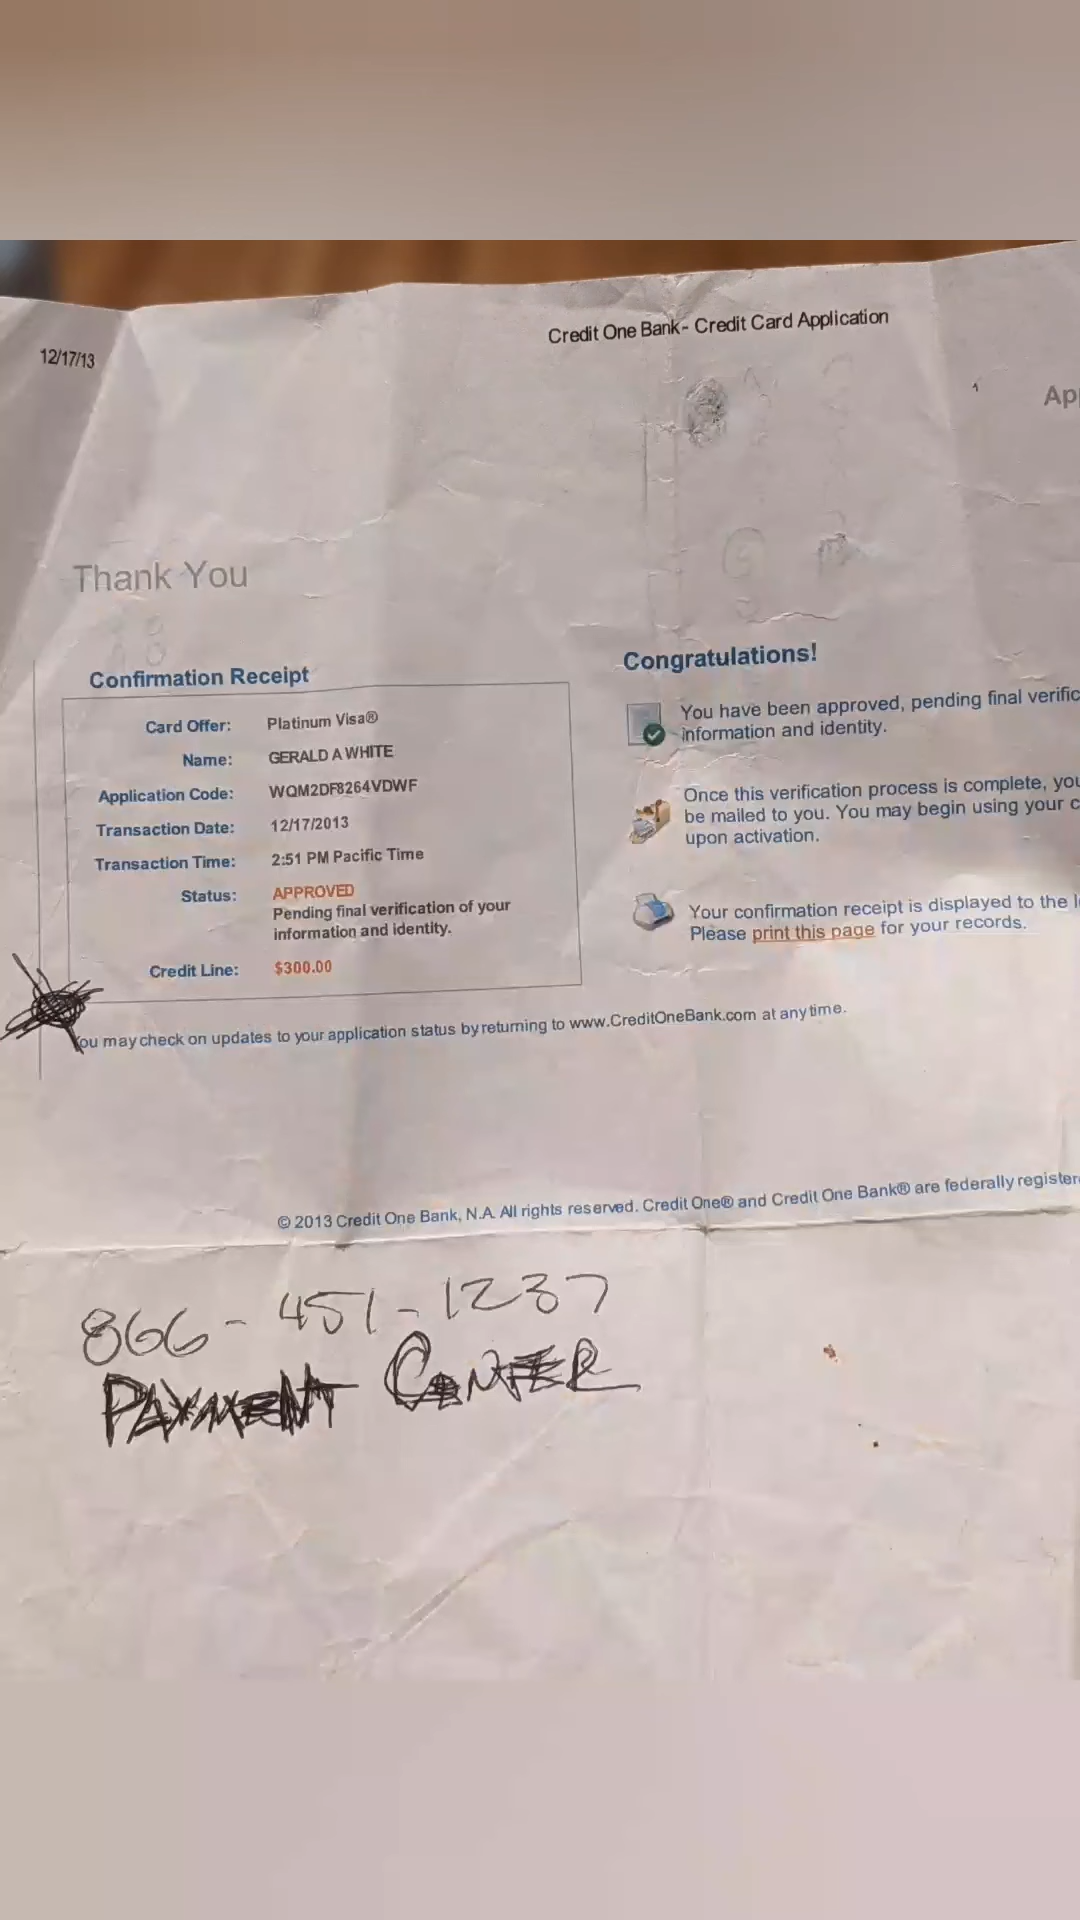 12/17/13
Credit One Bank - Credit Card Application
Ap
Thank You
Confirmation Receipt
Card Offer: Platinum Visa®
Name: GERALD A WHITE
Application Code: WQM2DF8264VDWF
Transaction Date: 12/17/2013
Transaction Time: 2:51 PM Pacific Time
Status: APPROVED
Pending final verification of your
information and identity.
Credit Line: $300.00
Congratulations!
You have been approved, pending final verific
information and identity.
Once this verification process is complete, you
be mailed to you. You may begin using your c
upon activation.
Your confirmation receipt is displayed to the l
Please print this page for your records.
You may check on updates to your application status by returning to www.CreditOneBank.com at anytime.
© 2013 Credit One Bank, N.A. All rights reserved. Credit One® and Credit One Bank® are federally register
866-451-1237
PAYMENT CENTER